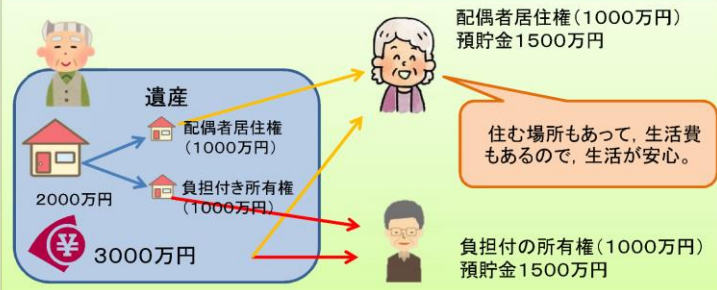 配偶者居住権(1000万円)
預貯金1500万円
遺産
配偶者居住権
(1000万円)
住む場所もあって，生活費
もあるので，生活が安心。
2000万円
負担付き所有権
(1000万円)
¥
3000万円
負担付の所有権(1000万円)
預貯金1500万円